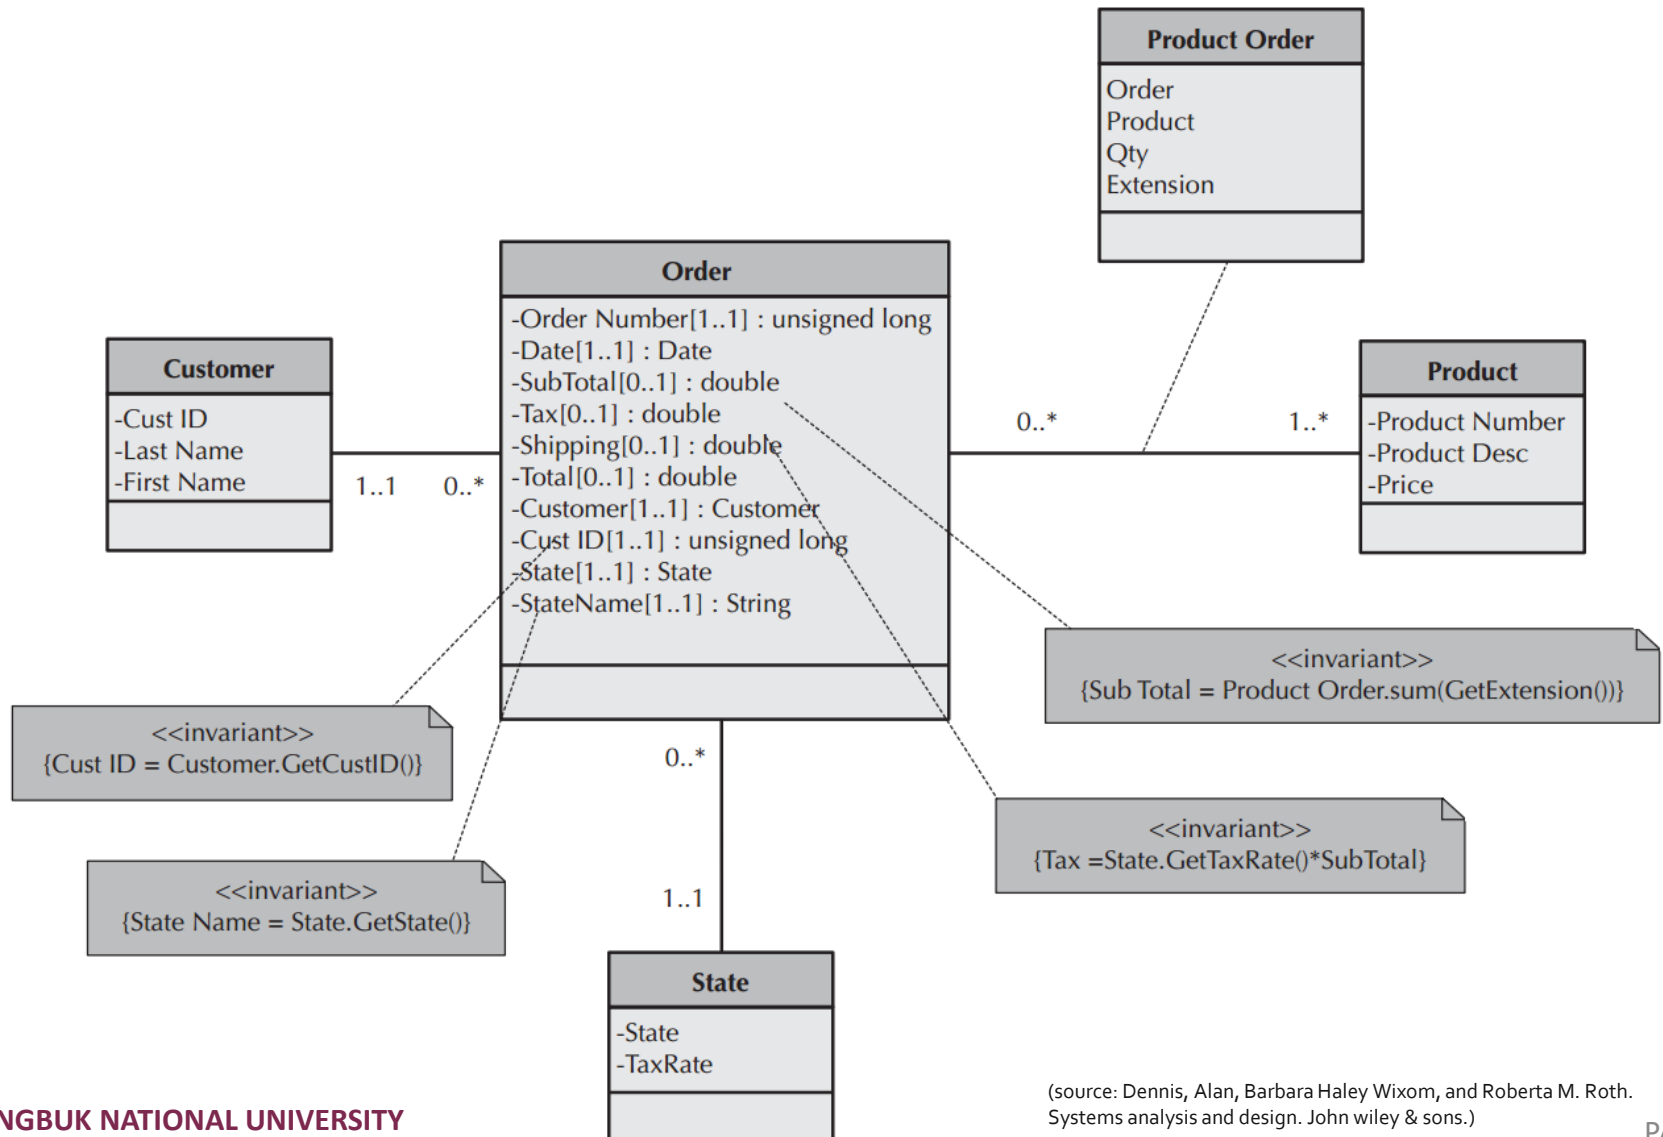 Product Order
Order
Product
Qty
Extension
Order
-Order Number[1..1] : unsigned long
-Date[1..1] : Date
-SubTotal[0..1] : double
-Tax[0..1] : double
-Shipping[0..1] : double
-Total[0..1] : double
-Customer[1..1] : Customer
-Cust ID[1..1] : unsigned long
-State[1..1] : State
-StateName[1..1] : String
Customer
-Cust ID
-Last Name
-First Name
1..1
0..*
0..*
1..*
Product
-Product Number
-Product Desc
-Price
<<invariant>>
{Sub Total = Product Order.sum(GetExtension())}
<<invariant>>
{Cust ID = Customer.GetCustID()}
0..*
<<invariant>>
{Tax =State.GetTaxRate()*SubTotal}
<<invariant>>
{State Name = State.GetState()}
1..1
State
-State
-TaxRate
(source: Dennis, Alan, Barbara Haley Wixom, and Roberta M. Roth.
Systems analysis and design. John wiley & sons.)
NGBUK NATIONAL UNIVERSITY